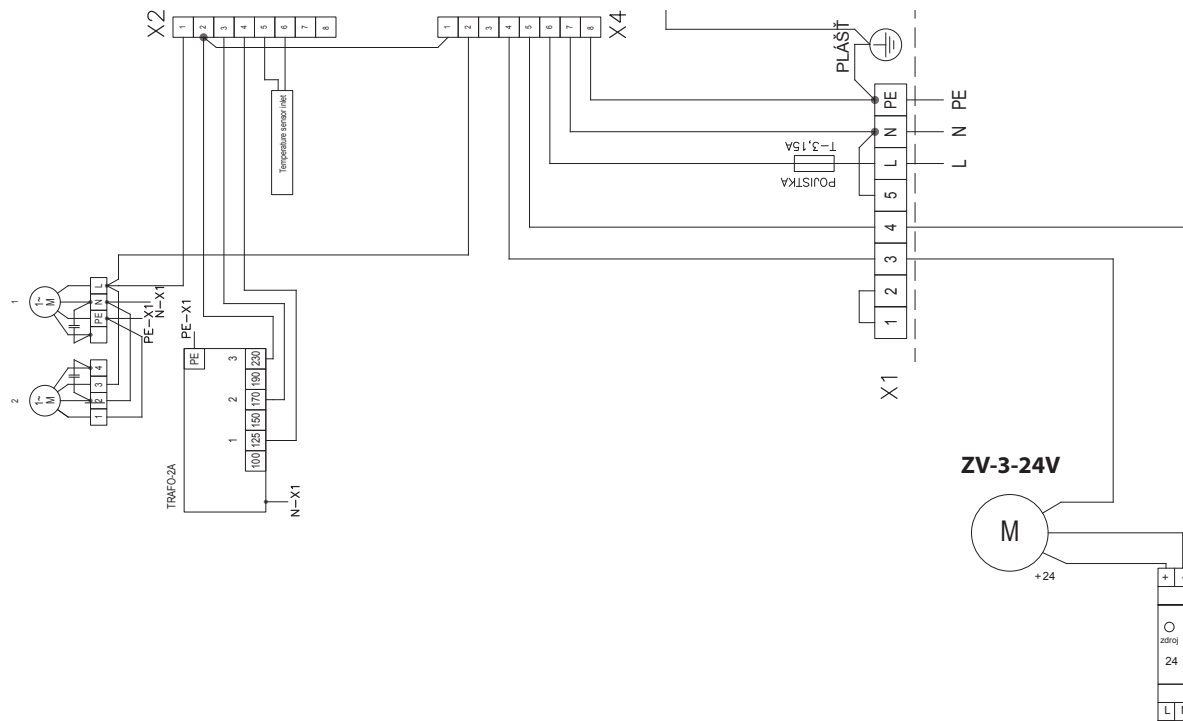 X2
1 2 3 4 5 6 7 8
1 2 3 4 5 6 7 8
X4
Temperature sensor inlet
PLÁŠŤ
PE
PE
N
N
T-3,15A
L
L
POJISTKA
5
4
3
2
1
X1
1
1~
M
L
N
PE
PE-X1
N-X1
2
1~
M
4
3
2
1
PE-X1
PE
3
2
1
230
190
170
150
125
100
TRAFO-2A
N-X1
ZV-3-24V
M
+24
+
zdroj
24
L